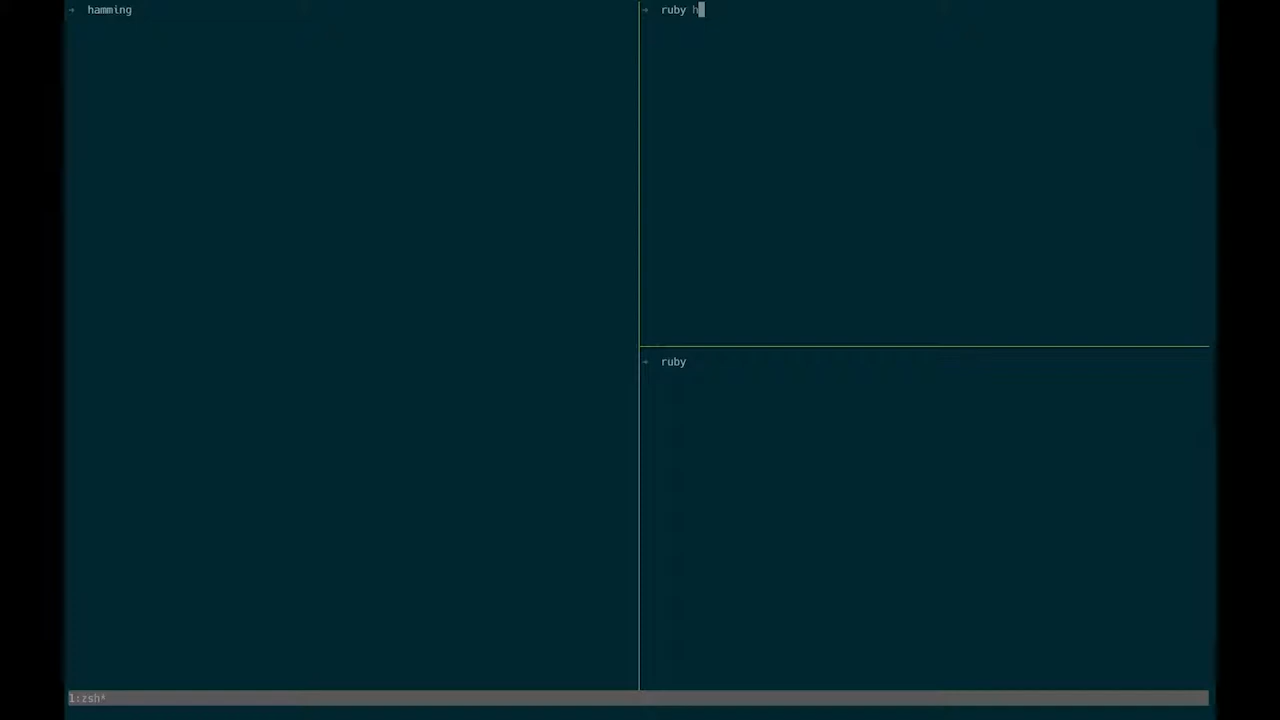 → hamming
→ ruby h
→ ruby
1:zsh*